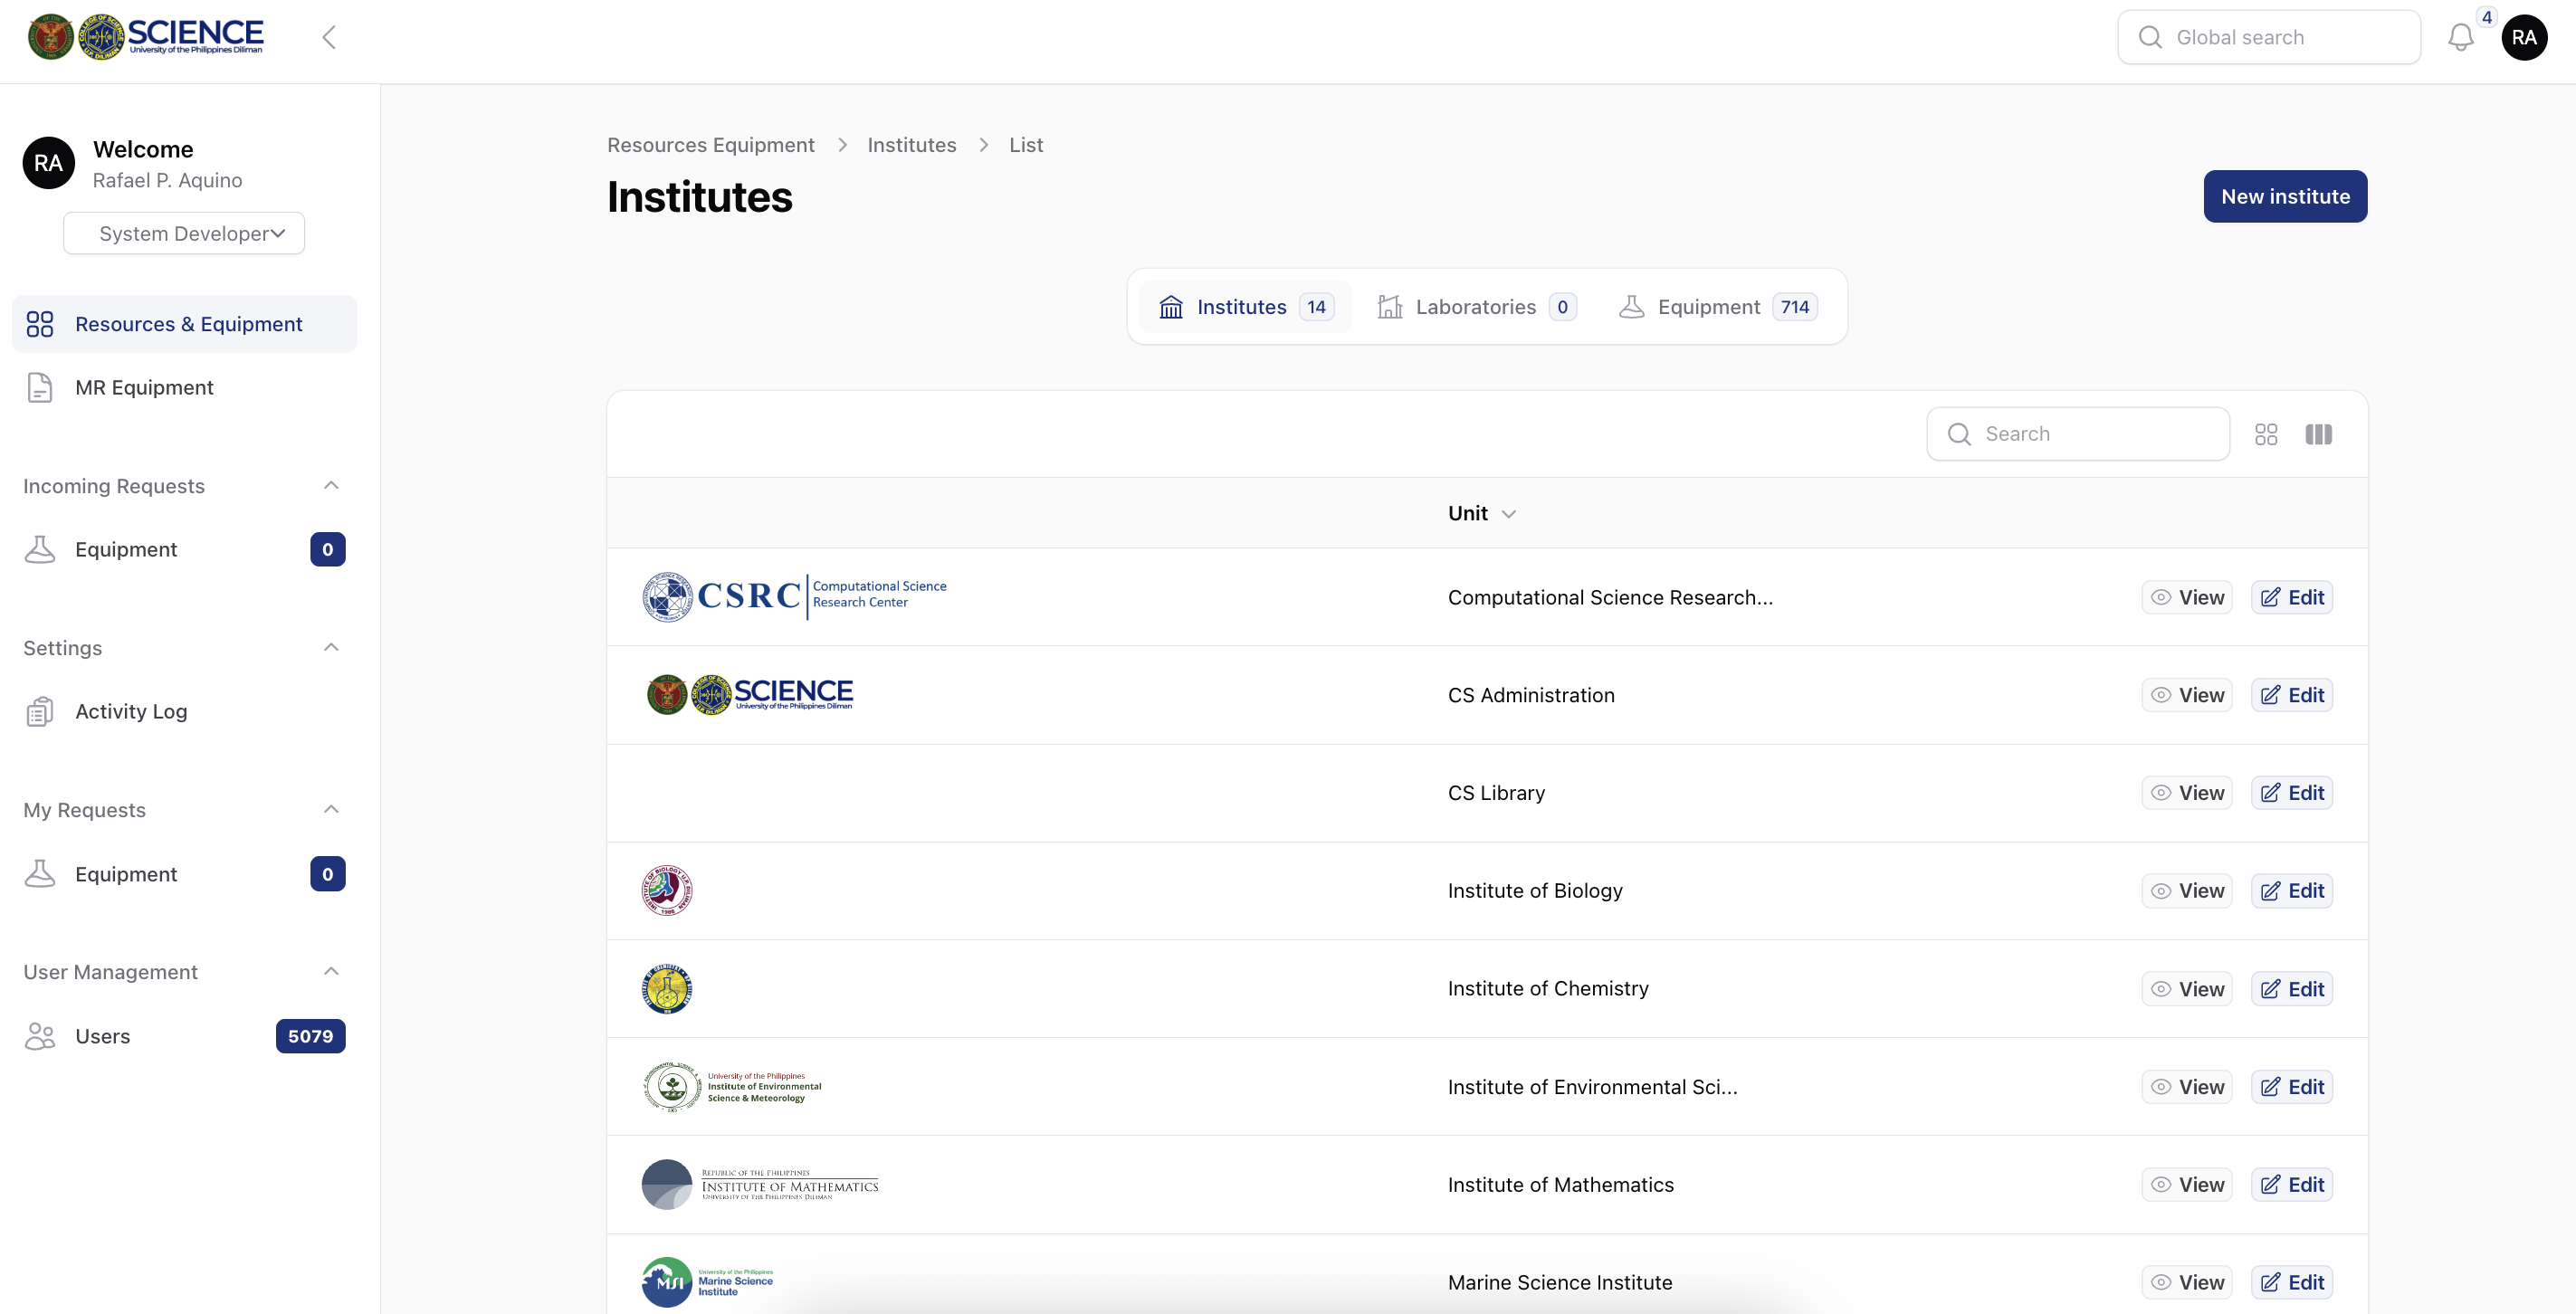 SCIENCE
University of the Philippines Diliman
Global search
4
RA
RA
Welcome
Rafael P. Aquino
System Developer
Resources & Equipment
MR Equipment
Incoming Requests
Equipment 0
Settings
Activity Log
My Requests
Equipment 0
User Management
Users 5079
Resources Equipment > Institutes > List
Institutes
New institute
Institutes 14 Laboratories 0 Equipment 714
Search
Unit
CSRC Computational Science
Research Center
Computational Science Research... View Edit
SCIENCE
University of the Philippines Diliman
CS Administration View Edit
CS Library View Edit
Institute of Biology View Edit
Institute of Chemistry View Edit
University of the Philippines
Institute of Environmental
Science & Meteorology
Institute of Environmental Sci... View Edit
REPUBLIC OF THE PHILIPPINES
INSTITUTE OF MATHEMATICS
UNIVERSITY OF THE PHILIPPINES DILIMAN
Institute of Mathematics View Edit
MSI
University of the Philippines
Marine Science
Institute
Marine Science Institute View Edit